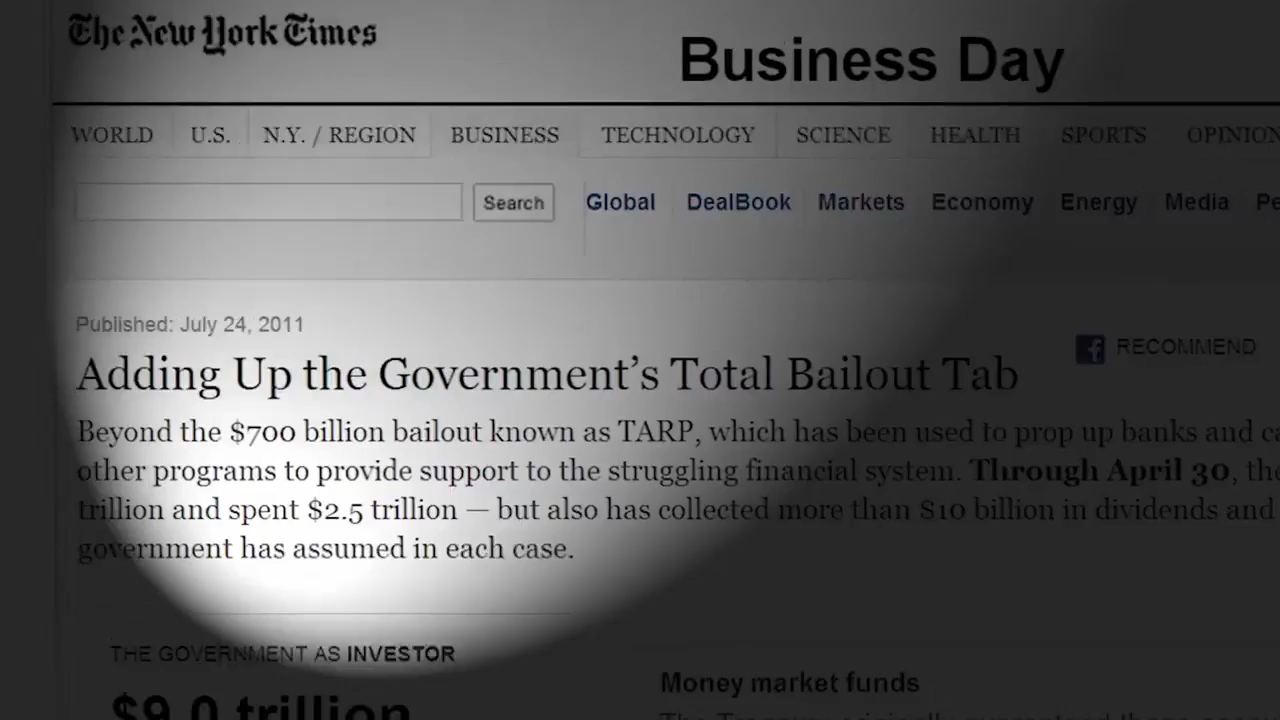 The New York Times
Business Day
WORLD U.S. N.Y. / REGION BUSINESS TECHNOLOGY SCIENCE HEALTH SPORTS OPINION
Search Global DealBook Markets Economy Energy Media
Published: July 24, 2011
RECOMMEND
Adding Up the Government's Total Bailout Tab
Beyond the $700 billion bailout known as TARP, which has been used to prop up banks and
other programs to provide support to the struggling financial system. Through April 30,
trillion and spent $2.5 trillion — but also has collected more than $10 billion in dividends and
government has assumed in each case.
THE GOVERNMENT AS INVESTOR
$9.0 trillion
Money market funds